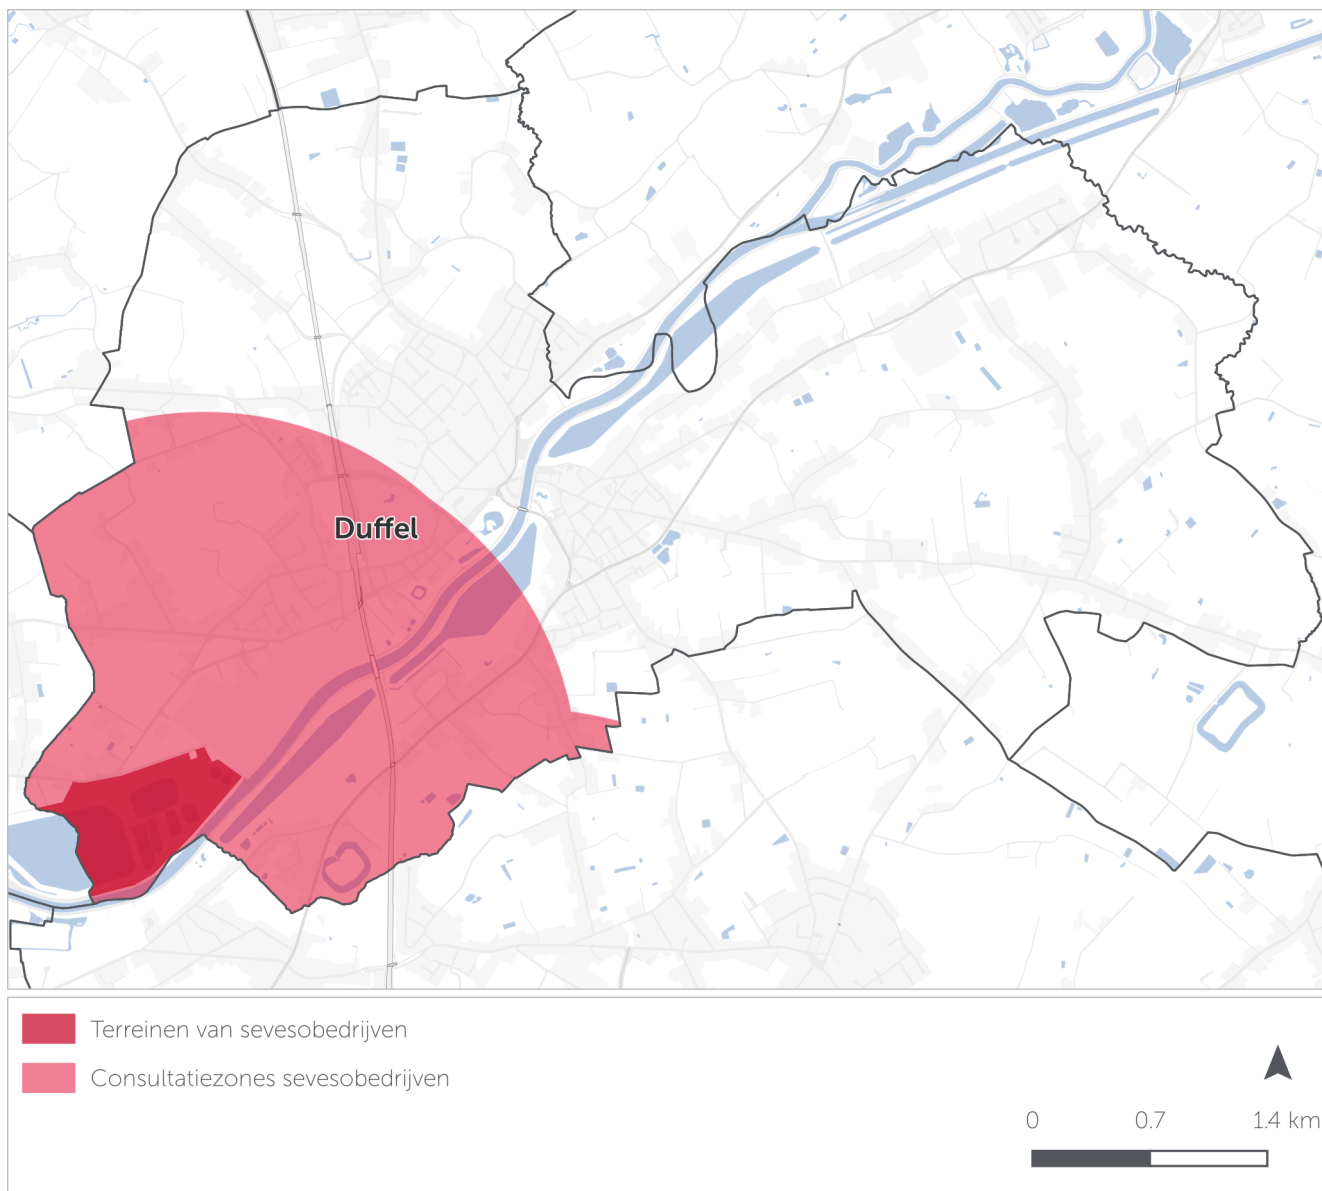 Duffel
Terreinen van sevesobedrijven
Consultatiezones sevesobedrijven
0 0.7 1.4 km